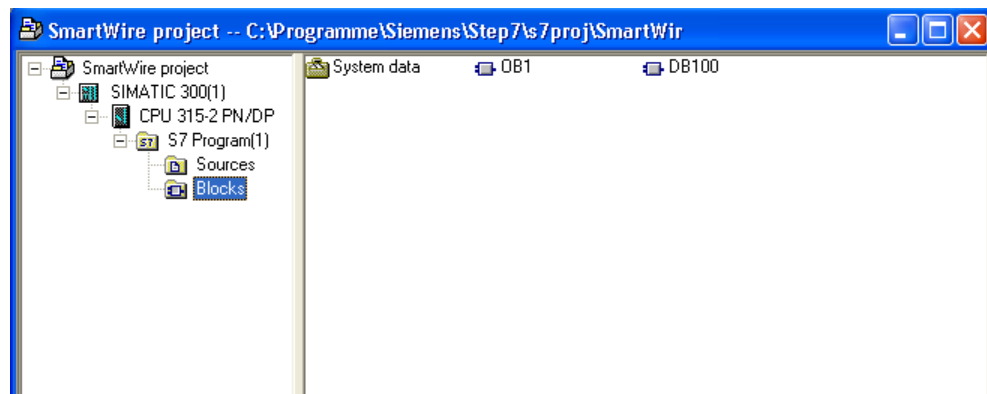 SmartWire project -- C:\Programme\Siemens\Step7\s7proj\SmartWir
SmartWire project
SIMATIC 300(1)
CPU 315-2 PN/DP
S7 Program(1)
Sources
Blocks
System data OB1 DB100